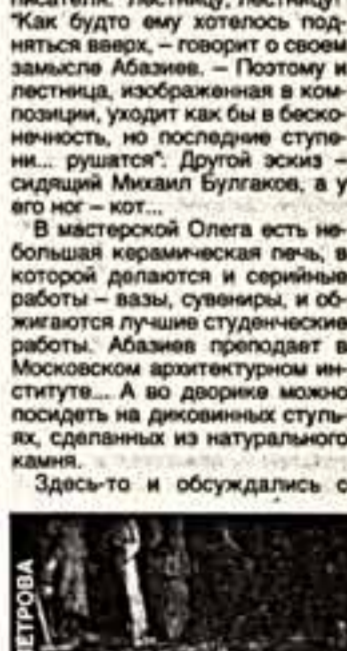 писателя: "Лестницу, лестницу!"
"Как будто ему хотелось под-
няться вверх, – говорит о своем
замысле Абазиев. – Поэтому и
лестница, изображенная в ком-
позиции, уходит как бы в беско-
нечность, но последние ступе-
ни... рушатся". Другой эскиз –
сидящий Михаил Булгаков, а у
его ног – кот...
В мастерской Олега есть не-
большая керамическая печь, в
которой делаются и серийные
работы – вазы, сувениры, и об-
жигаются лучшие студенческие
работы. Абазиев преподает в
Московском архитектурном ин-
ституте... А во дворике можно
посидеть на диковинных стуль-
ях, сделанных из натурального
камня.
Здесь-то и обсуждались с
ЕТРОВА